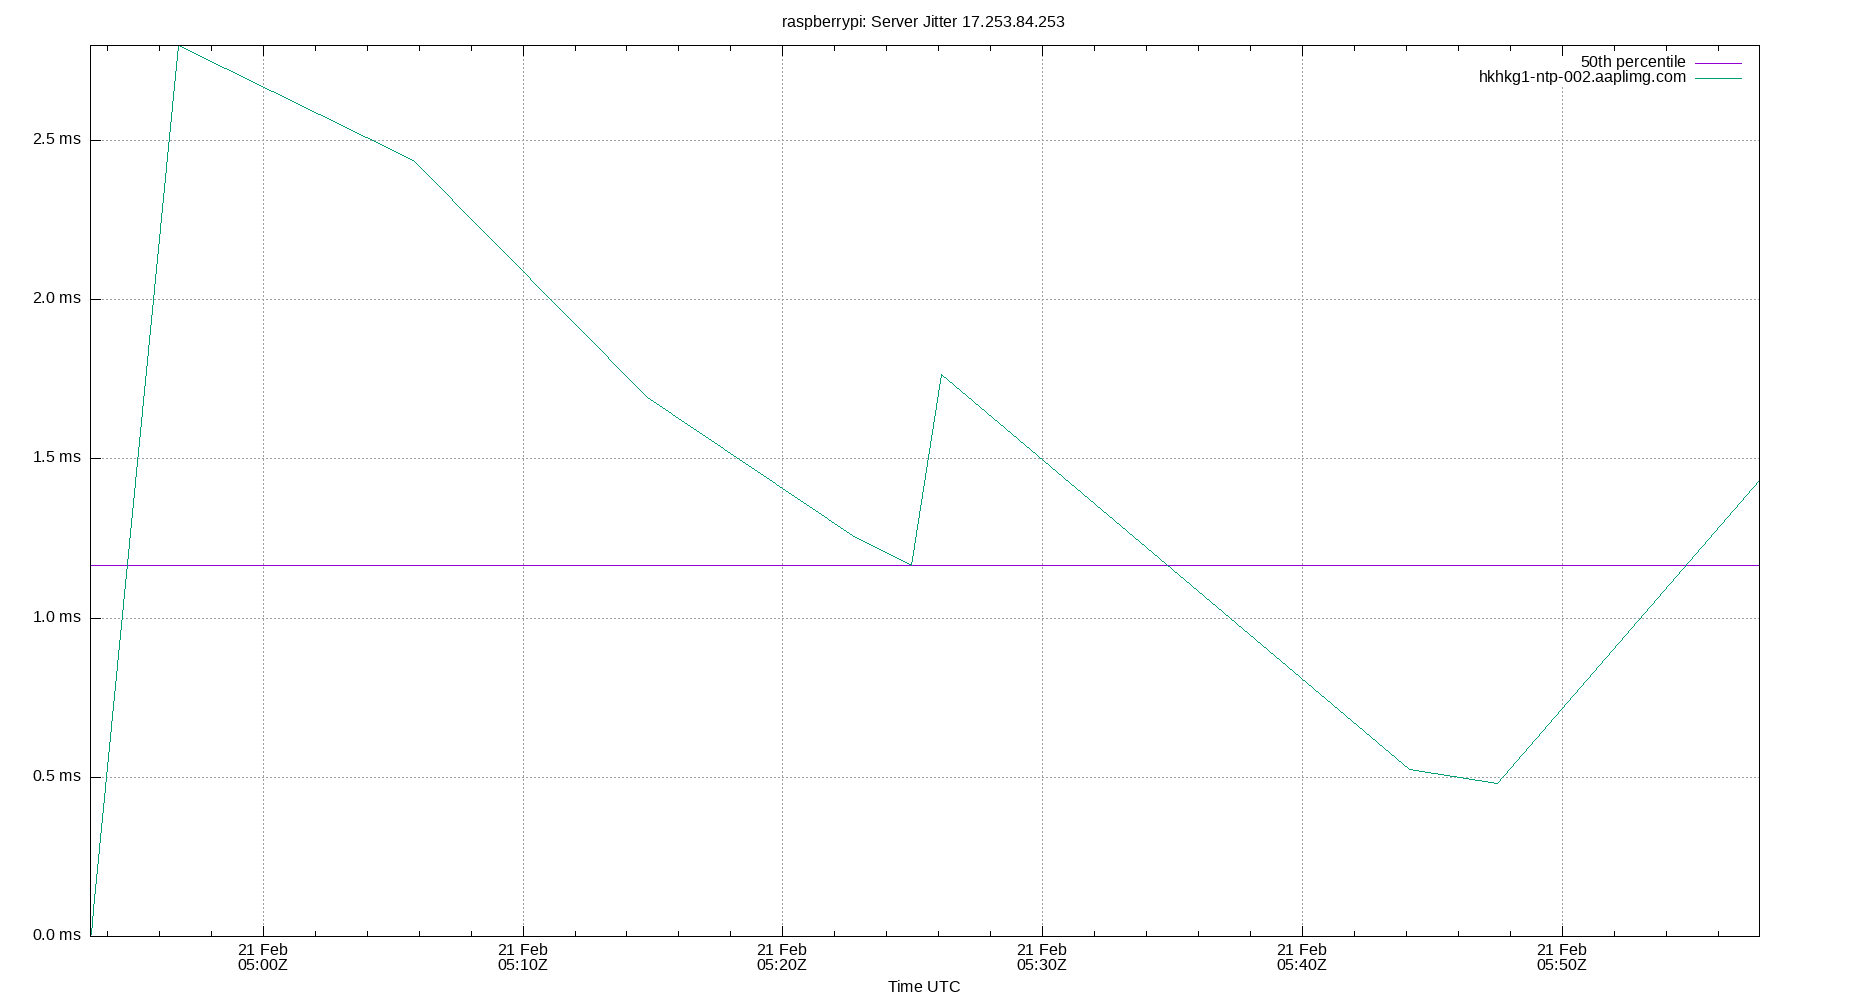 raspberrypi: Server Jitter 17.253.84.253
50th percentile
hkhkg1-ntp-002.aaplimg.com
2.5 ms
2.0 ms
1.5 ms
1.0 ms
0.5 ms
0.0 ms
21 Feb 21 Feb 21 Feb 21 Feb 21 Feb 21 Feb
05:00Z 05:10Z 05:20Z 05:30Z 05:40Z 05:50Z
Time UTC